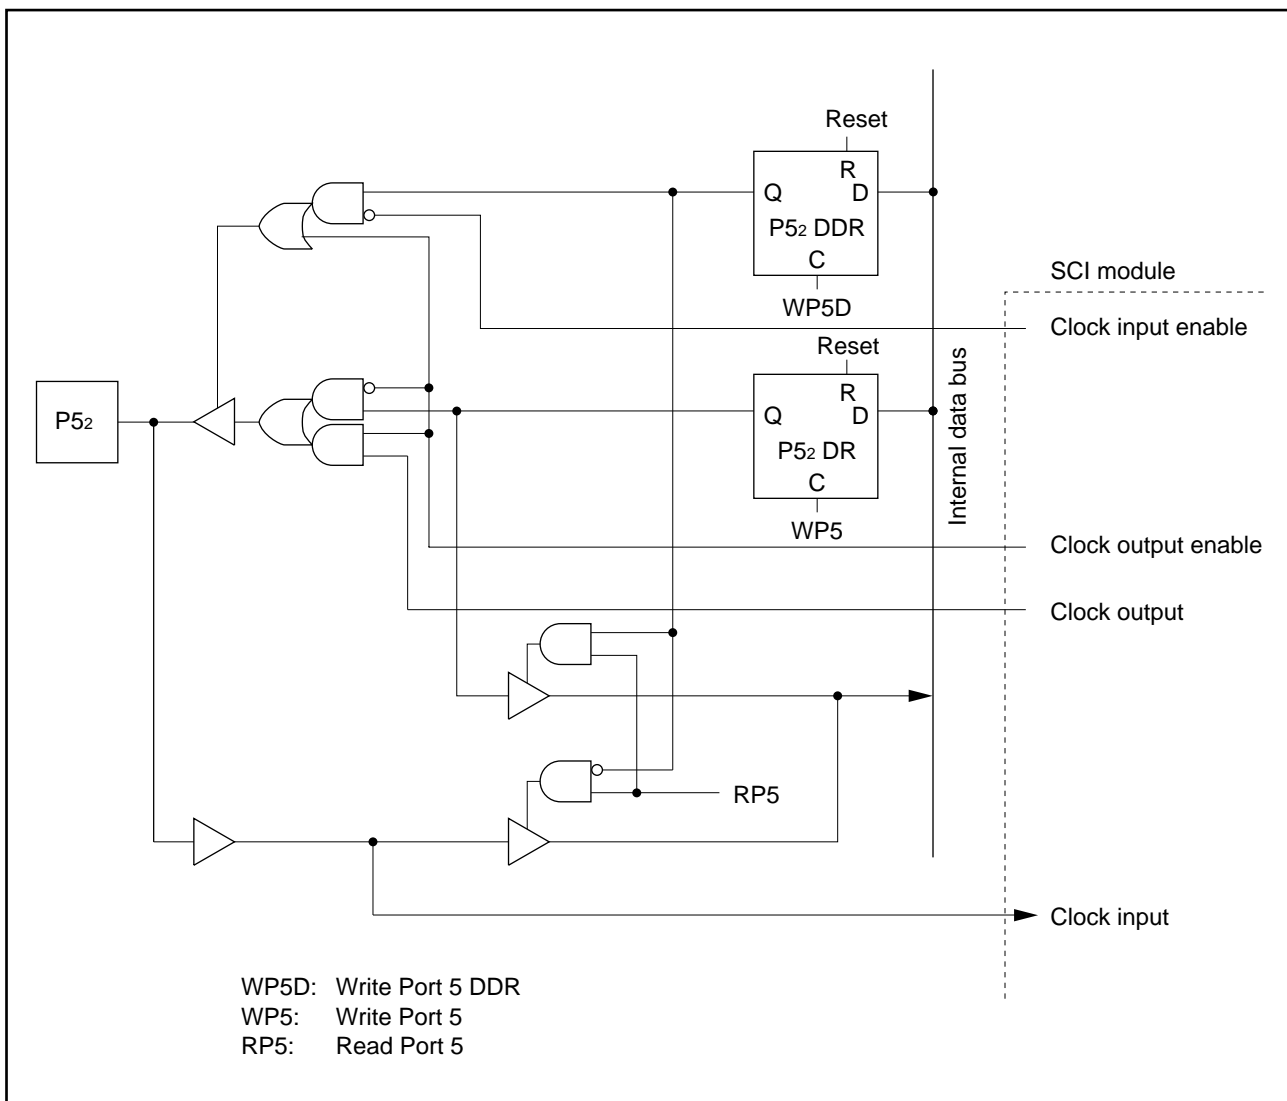 Reset
R
Q D
P5₂ DDR
C
WP5D
SCI module
Clock input enable
Reset
R
Q D
P5₂ DR
C
WP5
P5₂
Internal data bus
Clock output enable
Clock output
RP5
Clock input
WP5D: Write Port 5 DDR
WP5: Write Port 5
RP5: Read Port 5